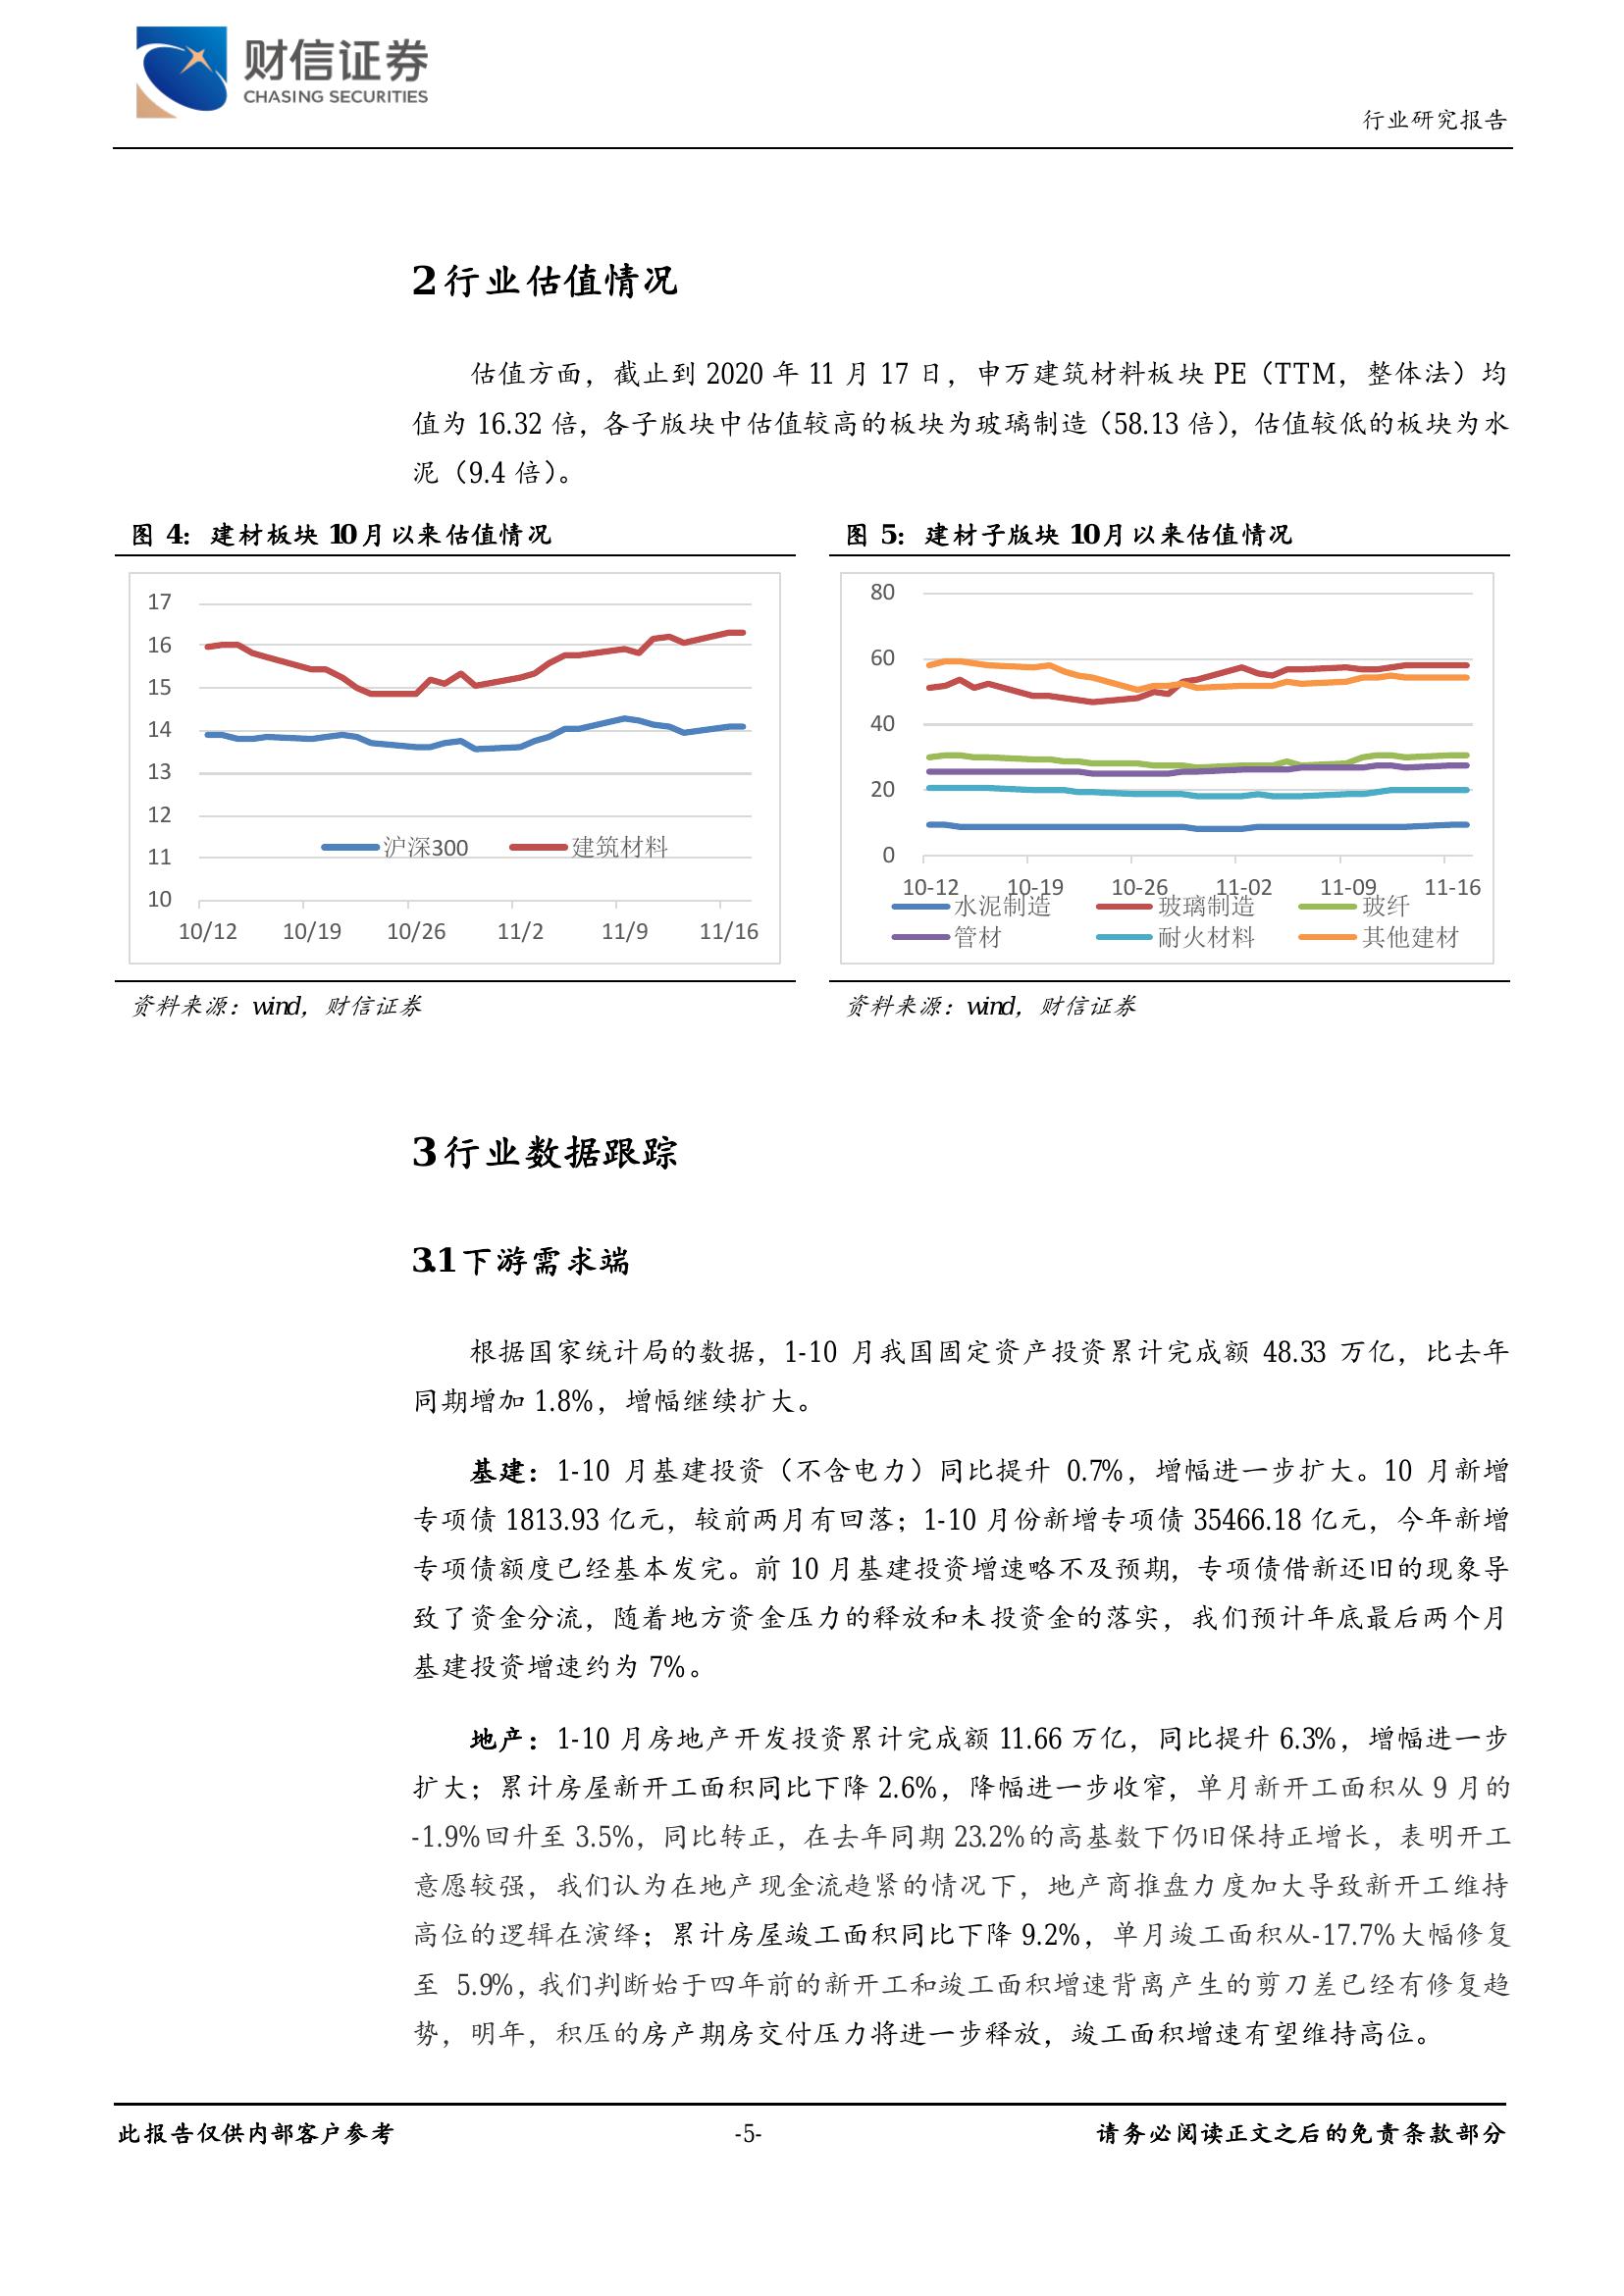 财信证券
CHASING SECURITIES
行业研究报告
2 行业估值情况
估值方面，截止到 2020 年 11 月 17 日，申万建筑材料板块 PE（TTM，整体法）均
值为 16.32 倍，各子版块中估值较高的板块为玻璃制造（58.13 倍），估值较低的板块为水
泥（9.4 倍）。
图 4：建材板块 10 月以来估值情况
17
16
15
14
13
12
11
10
沪深300 建筑材料
10/12 10/19 10/26 11/2 11/9 11/16
资料来源：wind，财信证券
图 5：建材子版块 10 月以来估值情况
80
60
40
20
0
10-12 10-19 10-26 11-02 11-09 11-16
水泥制造 玻璃制造 玻纤
管材 耐火材料 其他建材
资料来源：wind，财信证券
3 行业数据跟踪
3.1 下游需求端
根据国家统计局的数据，1-10 月我国固定资产投资累计完成额 48.33 万亿，比去年
同期增加 1.8%，增幅继续扩大。
基建：1-10 月基建投资（不含电力）同比提升 0.7%，增幅进一步扩大。10 月新增
专项债 1813.93 亿元，较前两月有回落；1-10 月份新增专项债 35466.18 亿元，今年新增
专项债额度已经基本发完。前 10 月基建投资增速略不及预期，专项债借新还旧的现象导
致了资金分流，随着地方资金压力的释放和未投资金的落实，我们预计年底最后两个月
基建投资增速约为 7%。
地产：1-10 月房地产开发投资累计完成额 11.66 万亿，同比提升 6.3%，增幅进一步
扩大；累计房屋新开工面积同比下降 2.6%，降幅进一步收窄，单月新开工面积从 9 月的
-1.9%回升至 3.5%，同比转正，在去年同期 23.2%的高基数下仍旧保持正增长，表明开工
意愿较强，我们认为在地产现金流趋紧的情况下，地产商推盘力度加大导致新开工维持
高位的逻辑在演绎；累计房屋竣工面积同比下降 9.2%，单月竣工面积从-17.7%大幅修复
至 5.9%，我们判断始于四年前的新开工和竣工面积增速背离产生的剪刀差已经有修复趋
势，明年，积压的房产期房交付压力将进一步释放，竣工面积增速有望维持高位。
此报告仅供内部客户参考 -5- 请务必阅读正文之后的免责条款部分